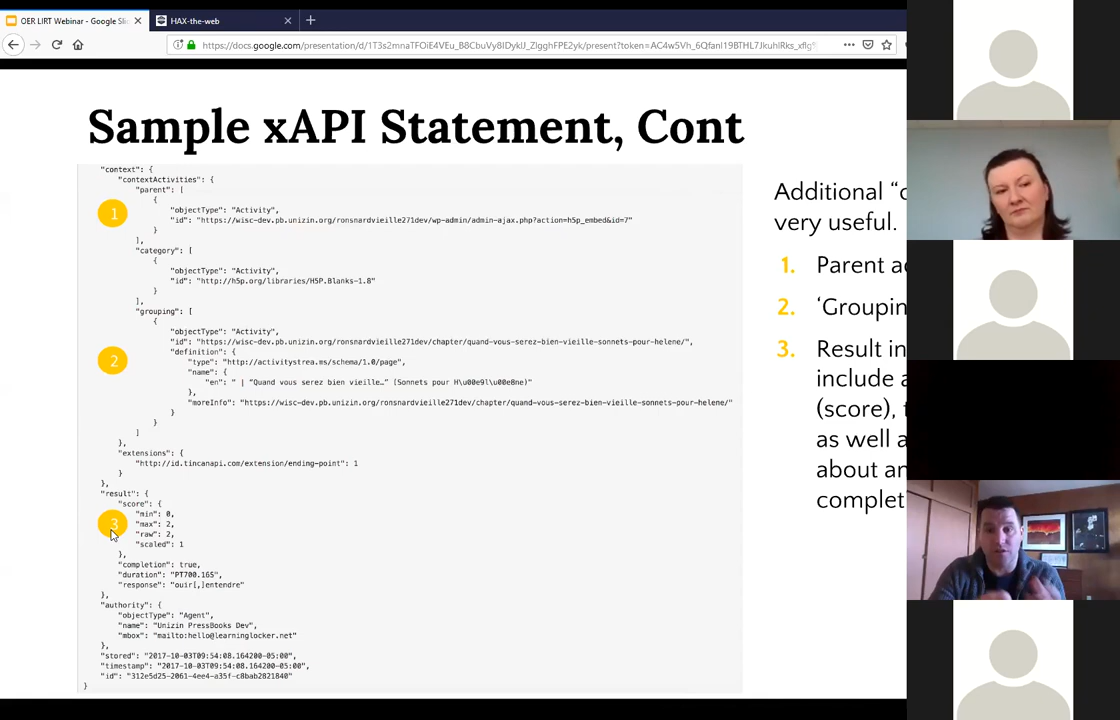 OER LIRT Webinar - Google Sli
HAX-the-web
https://docs.google.com/presentation/d/1T3s2mnaTFOiE4VEu_B8CbuVy8IDykIJ_ZlgghFPE2yk/present?token=AC4w5Vh_6Qfanl19BTHL7JkuhlRks_xflg
Sample xAPI Statement, Cont
"context": {
"contextActivities": {
"parent": [
{
1
"objectType": "Activity",
"id": "https://wisc-dev.pb.unizin.org/ronsnardvieille271dev/wp-admin/admin-ajax.php?action=h5p_embed&id=7"
}
],
"category": [
{
"objectType": "Activity",
"id": "http://h5p.org/libraries/H5P.Blanks-1.8"
}
],
"grouping": [
{
"objectType": "Activity",
"id": "https://wisc-dev.pb.unizin.org/ronsnardvieille271dev/chapter/quand-vous-serez-bien-vieille-sonnets-pour-helene/",
"definition": {
2
"type": "http://activitystrea.ms/schema/1.0/page",
"name": {
"en": " | “Quand vous serez bien vieille…” [Sonnets pour H\u00e9l\u00e8ne)"
},
"moreInfo": "https://wisc-dev.pb.unizin.org/ronsnardvieille271dev/chapter/quand-vous-serez-bien-vieille-sonnets-pour-helene/"
}
}
]
},
"extensions": {
"http://id.tincanapi.com/extension/ending-point": 1
}
},
"result": {
"score": {
"min": 0,
3
"max": 2,
"raw": 2,
"scaled": 1
},
"completion": true,
"duration": "PT700.16S",
"response": "ouir[,]entendre"
},
"authority": {
"objectType": "Agent",
"name": "Unizin PressBooks Dev",
"mbox": "mailto:hello@learninglocker.net"
},
"stored": "2017-10-03T09:54:08.164200-05:00",
"timestamp": "2017-10-03T09:54:08.164200-05:00",
"id": "312e5d25-2061-4ee4-a35f-c8bab2821840"
}
Additional “c
very useful.
1. Parent ac
2. ‘Groupin
3. Result in
include a
(score), t
as well a
about an
complet